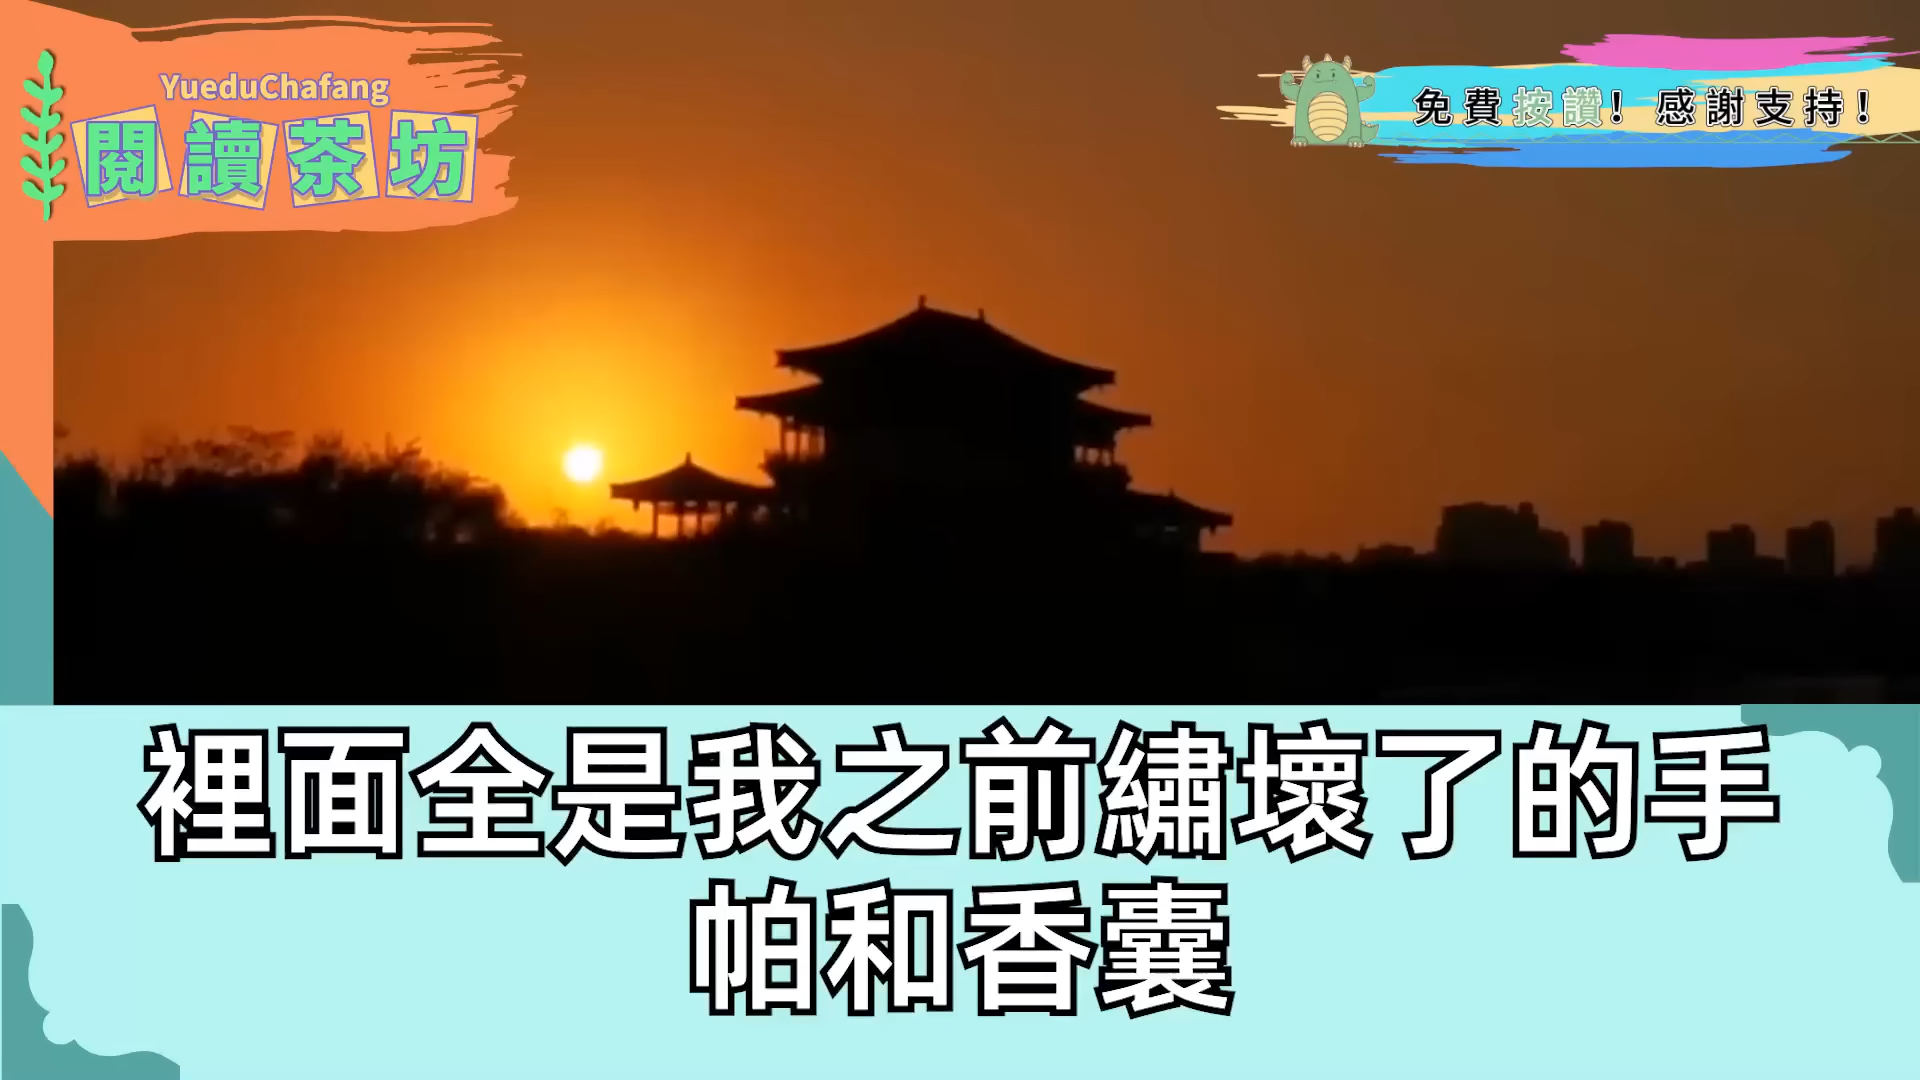 YueduChafang
閱讀茶坊
免費按讚！感謝支持！
裡面全是我之前繡壞了的手
帕和香囊